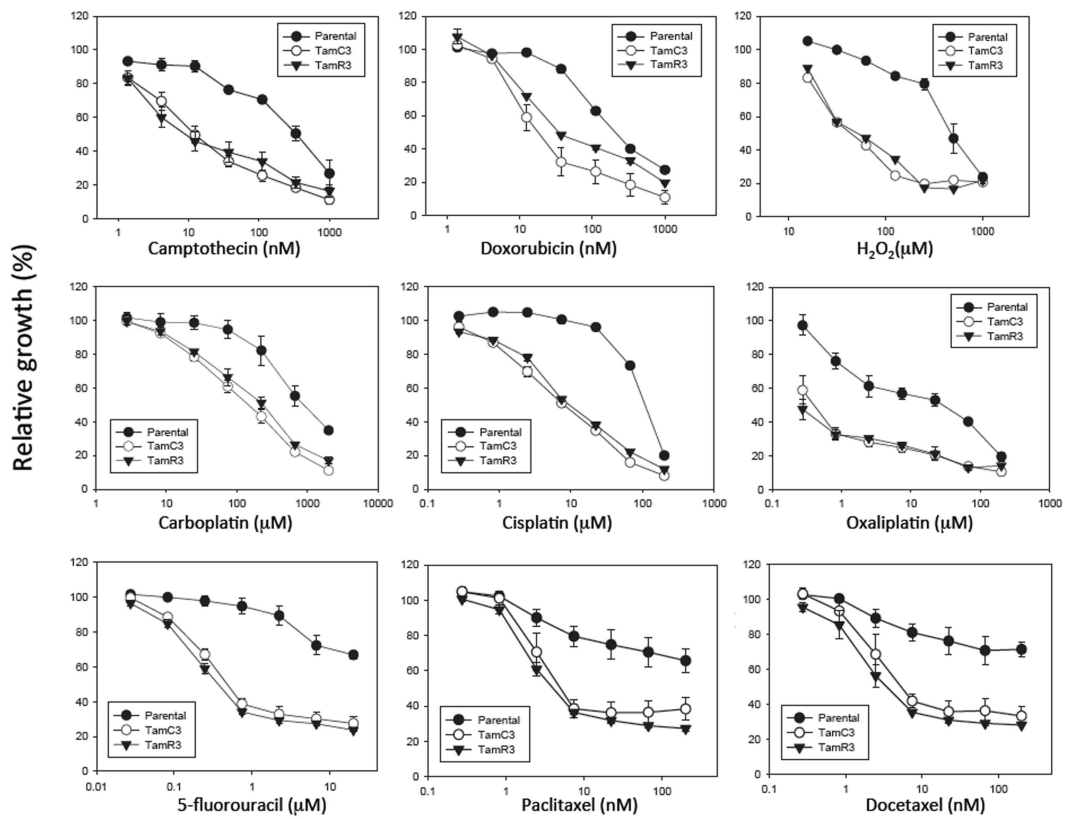 Relative growth (%)
120
100
80
60
40
20
0
Parental
TamC3
TamR3
1
10
100
1000
Camptothecin (nM)
120
100
80
60
40
20
0
Parental
TamC3
TamR3
1
10
100
1000
Doxorubicin (nM)
120
100
80
60
40
20
0
Parental
TamC3
TamR3
10
100
1000
H₂O₂(μM)
120
100
80
60
40
20
0
Parental
TamC3
TamR3
1
10
100
1000
10000
Carboplatin (μM)
120
100
80
60
40
20
0
Parental
TamC3
TamR3
0.1
1
10
100
1000
Cisplatin (μM)
120
100
80
60
40
20
0
Parental
TamC3
TamR3
0.1
1
10
100
1000
Oxaliplatin (μM)
120
100
80
60
40
20
0
Parental
TamC3
TamR3
0.01
0.1
1
10
5-fluorouracil (μM)
120
100
80
60
40
20
0
Parental
TamC3
TamR3
0.1
1
10
100
Paclitaxel (nM)
120
100
80
60
40
20
0
Parental
TamC3
TamR3
0.1
1
10
100
Docetaxel (nM)